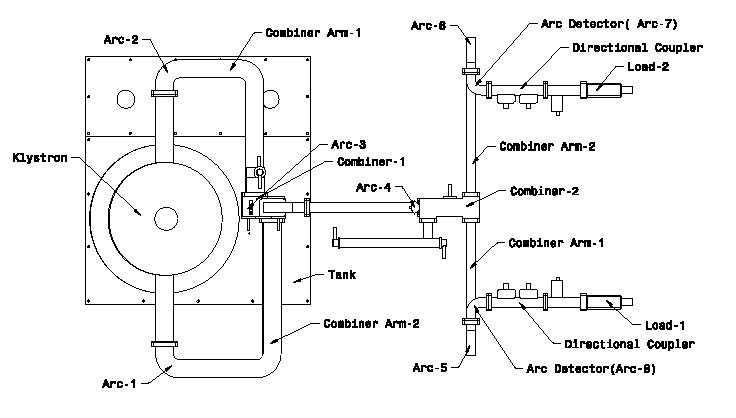 Arc-6
Arc Detector( Arc-7)
Combiner Arm-1
Arc-2
Directional Coupler
Load-2
Arc-3
Combiner Arm-2
Klystron
Combiner-1
Arc-4
Combiner-2
Combiner Arm-1
Tank
Combiner Arm-2
Load-1
Directional Coupler
Arc-5
Arc Detector(Arc-8)
Arc-1